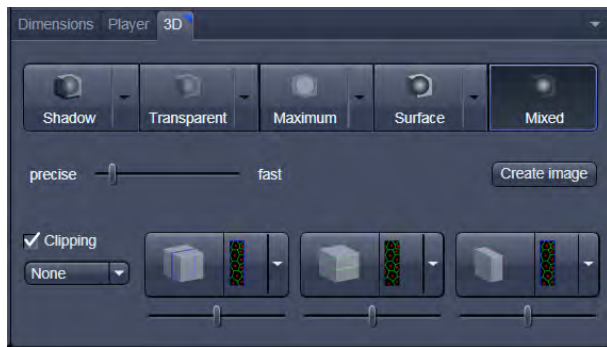 Dimensions Player 3D
Shadow Transparent Maximum Surface Mixed
precise fast Create image
Clipping
None